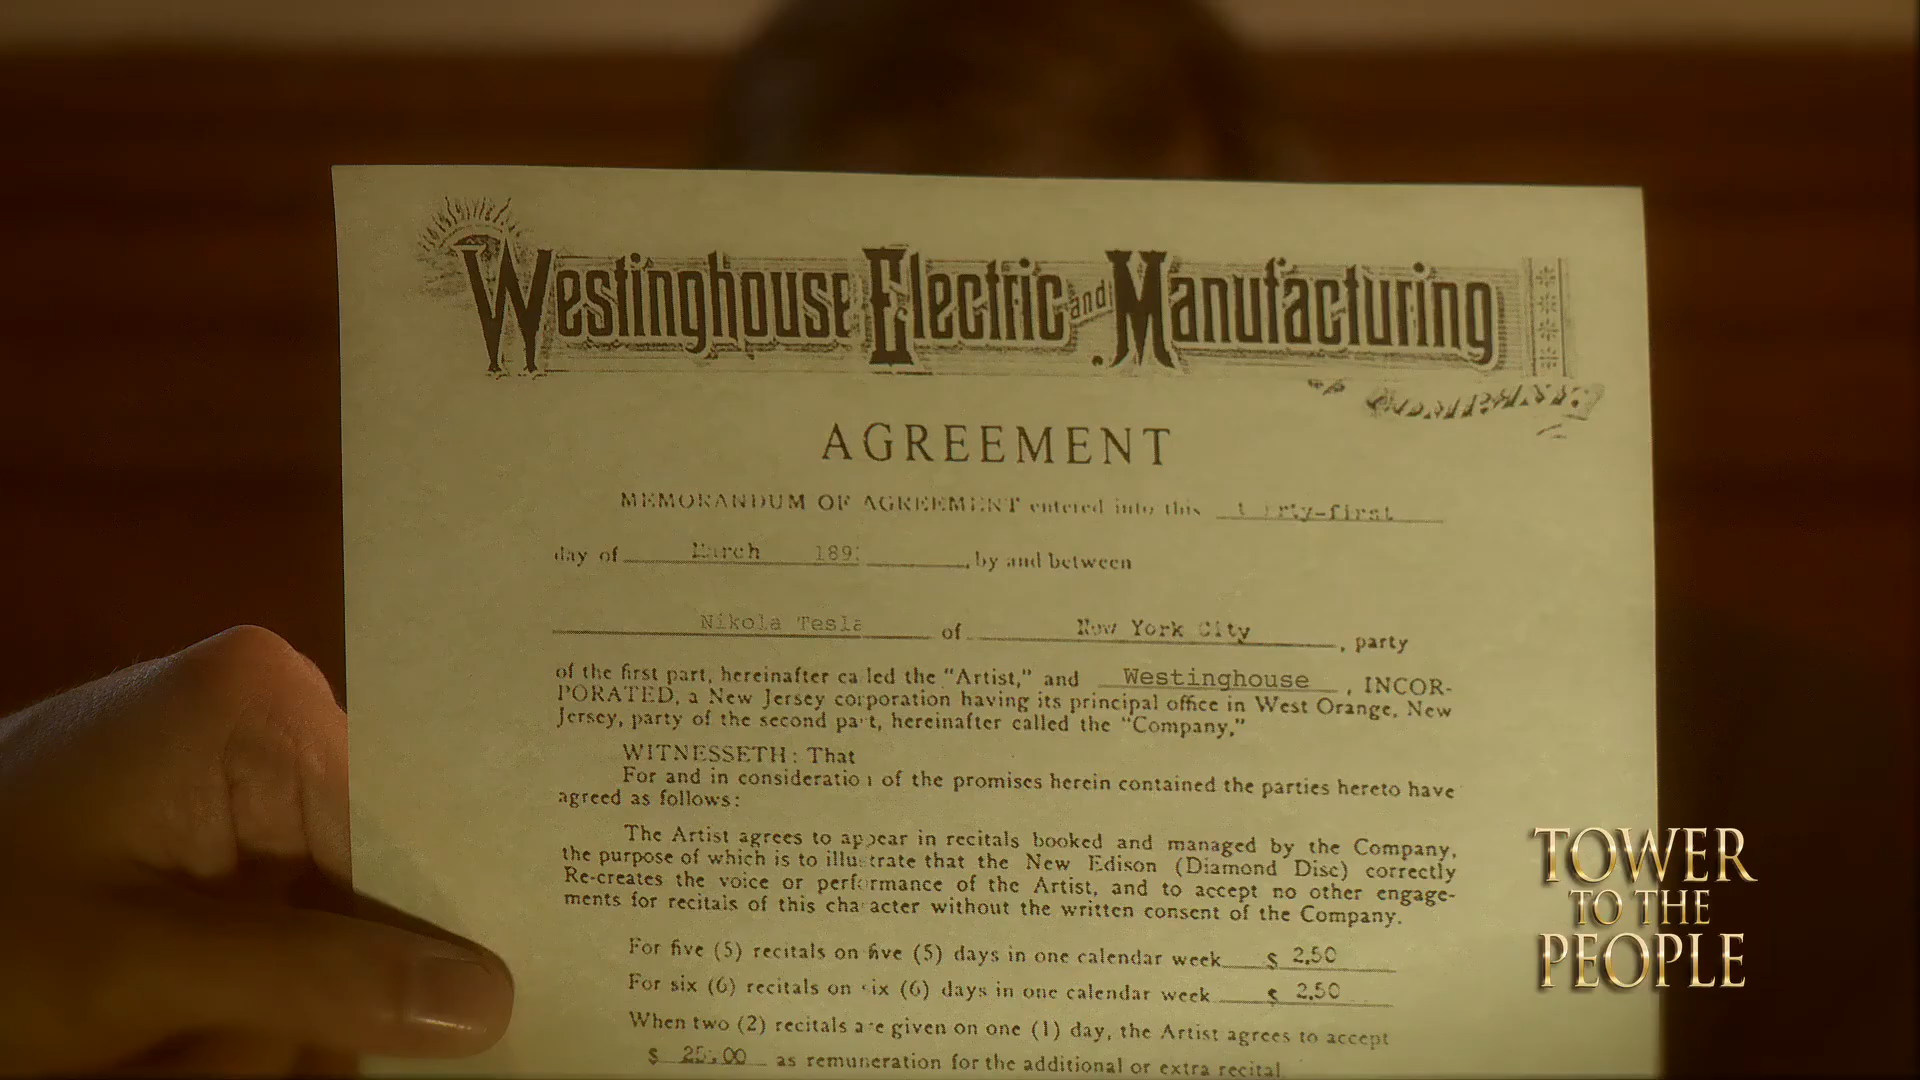 Westinghouse Electric and Manufacturing
COMPANY.
AGREEMENT
MEMORANDUM OF AGREEMENT entered into this
day of March , by and between
Nikola Tesla of New York City, party
of the first part, hereinafter called the "Artist," and Westinghouse, INCOR-
PORATED, a New Jersey corporation having its principal office in West Orange, New
Jersey, party of the second part, hereinafter called the "Company,"
WITNESSETH: That
For and in consideration of the promises herein contained the parties hereto have
agreed as follows:
The Artist agrees to appear in recitals booked and managed by the Company,
the purpose of which is to illustrate that the New Edison (Diamond Disc) correctly
Re-creates the voice or performance of the Artist, and to accept no other engage-
ments for recitals of this character without the written consent of the Company.
For five (5) recitals on five (5) days in one calendar week $ 2.50
For six (6) recitals on six (6) days in one calendar week $ 2.50
When two (2) recitals are given on one (1) day, the Artist agrees to accept
$ as remuneration for the additional or extra recital.
TOWER
TO THE
PEOPLE